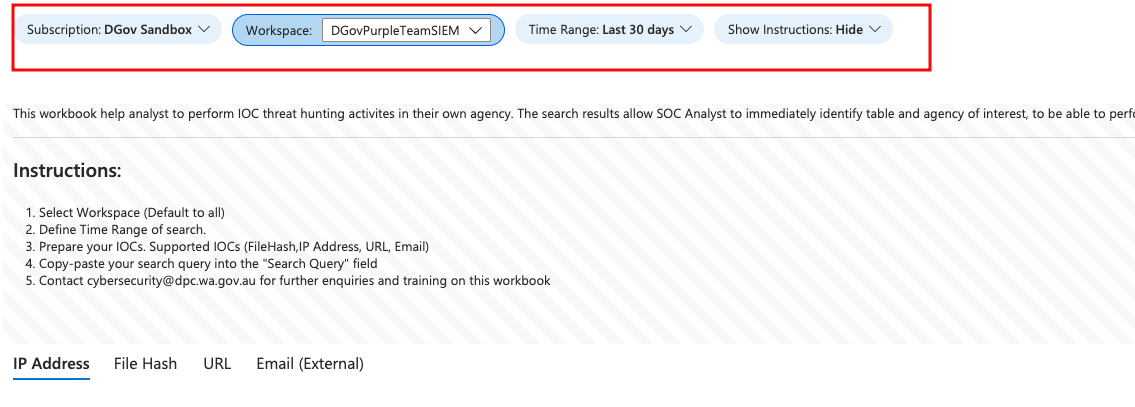 Subscription: DGov Sandbox Workspace: DGovPurpleTeamSIEM Time Range: Last 30 days Show Instructions: Hide
This workbook help analyst to perform IOC threat hunting activites in their own agency. The search results allow SOC Analyst to immediately identify table and agency of interest, to be able to perfo
Instructions:
1. Select Workspace (Default to all)
2. Define Time Range of search.
3. Prepare your IOCs. Supported IOCs (FileHash,IP Address, URL, Email)
4. Copy-paste your search query into the "Search Query" field
5. Contact cybersecurity@dpc.wa.gov.au for further enquiries and training on this workbook
IP Address File Hash URL Email (External)